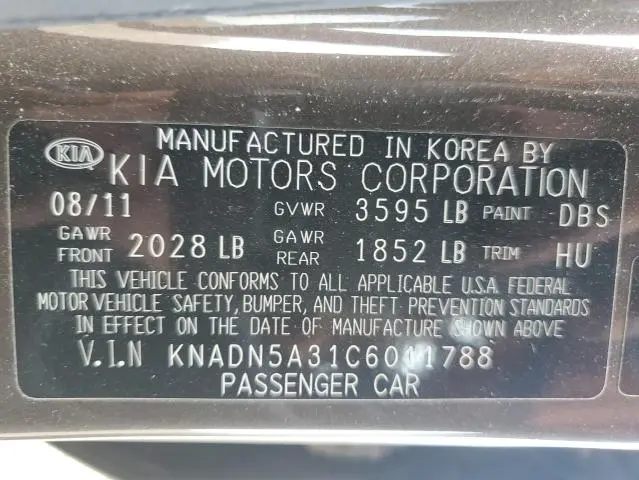 MANUFACTURED IN KOREA BY
KIA KIA MOTORS CORPORATION
08/11 GVWR 3595 LB PAINT DBS
GAWR FRONT 2028 LB GAWR REAR 1852 LB TRIM HU
THIS VEHICLE CONFORMS TO ALL APPLICABLE U.S.A. FEDERAL
MOTOR VEHICLE SAFETY, BUMPER, AND THEFT PREVENTION STANDARDS
IN EFFECT ON THE DATE OF MANUFACTURE SHOWN ABOVE
V.I.N KNADN5A31C6041788
PASSENGER CAR